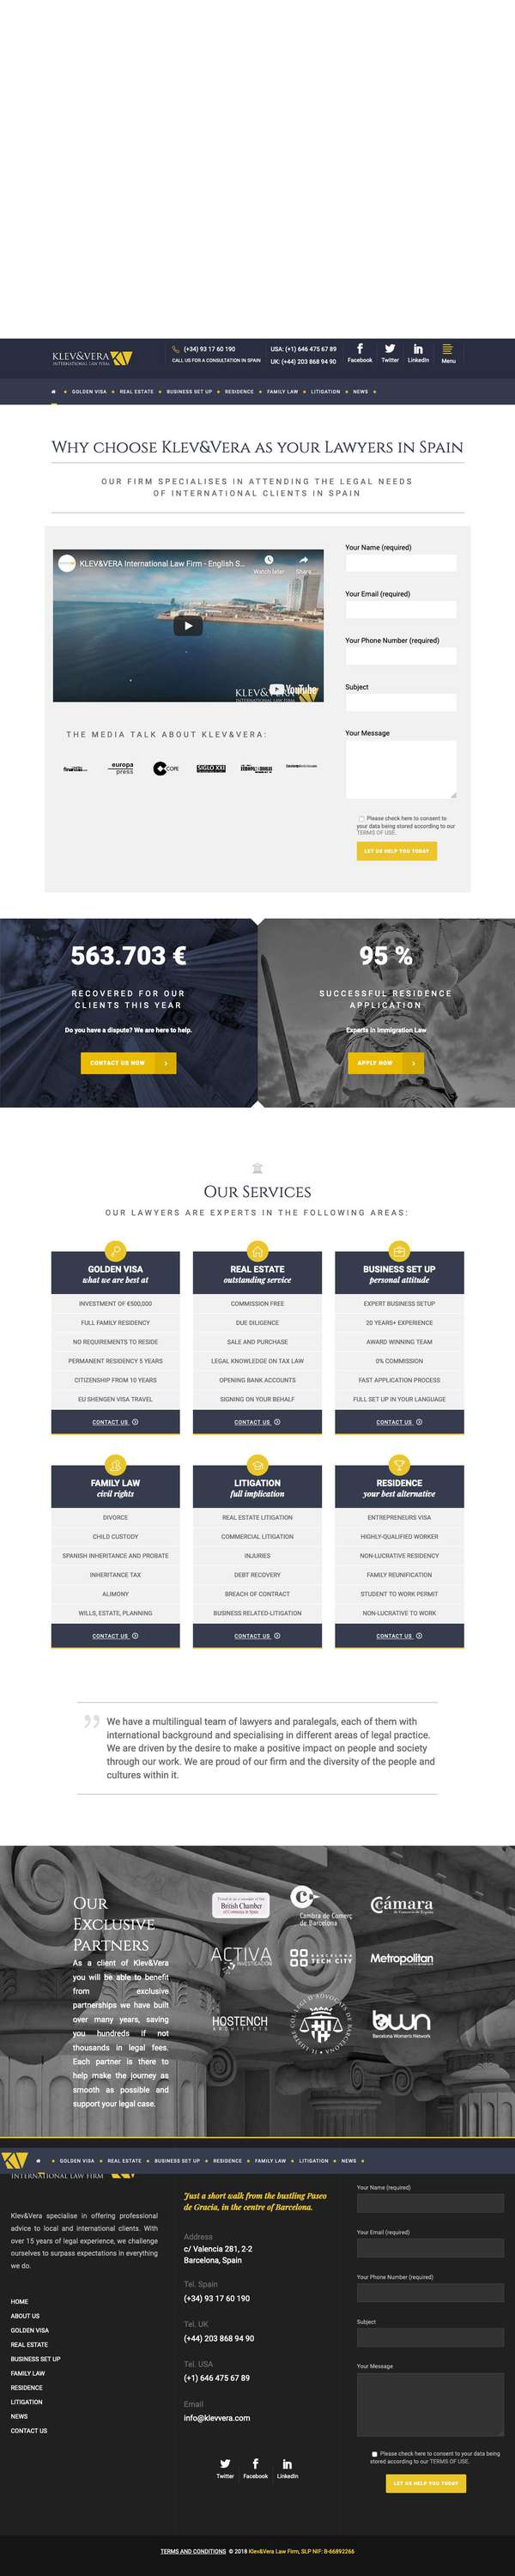 KLEV&VERA
INTERNATIONAL LAW FIRM
(+34) 93 17 60 190
CALL US FOR A CONSULTATION IN SPAIN
USA: (+1) 646 475 67 89
UK: (+44) 203 868 94 90
Facebook
Twitter
LinkedIn
Menu
GOLDEN VISA
REAL ESTATE
BUSINESS SET UP
RESIDENCE
FAMILY LAW
LITIGATION
NEWS
WHY CHOOSE KLEV&VERA AS YOUR LAWYERS IN SPAIN
OUR FIRM SPECIALISES IN ATTENDING THE LEGAL NEEDS
OF INTERNATIONAL CLIENTS IN SPAIN
KLEV&VERA International Law Firm - English S...
Watch later
Share
KLEV&VERA
YouTube
INTERNATIONAL LAW FIRM
THE MEDIA TALK ABOUT KLEV&VERA:
europa
press
COPE
SIGLO XXI
Your Name (required)
Your Email (required)
Your Phone Number (required)
Subject
Your Message
Please check here to consent to
your data being stored according to our
TERMS OF USE.
LET US HELP YOU TODAY
563.703 €
RECOVERED FOR OUR
CLIENTS THIS YEAR
Do you have a dispute? We are here to help.
CONTACT US NOW
95 %
SUCCESSFUL RESIDENCE
APPLICATION
Experts in Immigration Law
APPLY NOW
OUR SERVICES
OUR LAWYERS ARE EXPERTS IN THE FOLLOWING AREAS:
GOLDEN VISA
what we are best at
INVESTMENT OF €500,000
FULL FAMILY RESIDENCY
NO REQUIREMENTS TO RESIDE
PERMANENT RESIDENCY 5 YEARS
CITIZENSHIP FROM 10 YEARS
EU SHENGEN VISA TRAVEL
CONTACT US
REAL ESTATE
outstanding service
COMMISSION FREE
DUE DILIGENCE
SALE AND PURCHASE
LEGAL KNOWLEDGE ON TAX LAW
OPENING BANK ACCOUNTS
SIGNING ON YOUR BEHALF
CONTACT US
BUSINESS SET UP
personal attitude
EXPERT BUSINESS SETUP
20 YEARS+ EXPERIENCE
AWARD WINNING TEAM
0% COMMISSION
FAST APPLICATION PROCESS
FULL SET UP IN YOUR LANGUAGE
CONTACT US
FAMILY LAW
civil rights
DIVORCE
CHILD CUSTODY
SPANISH INHERITANCE AND PROBATE
INHERITANCE TAX
ALIMONY
WILLS, ESTATE, PLANNING
CONTACT US
LITIGATION
full implication
REAL ESTATE LITIGATION
COMMERCIAL LITIGATION
INJURIES
DEBT RECOVERY
BREACH OF CONTRACT
BUSINESS RELATED-LITIGATION
CONTACT US
RESIDENCE
your best alternative
ENTREPRENEURS VISA
HIGHLY-QUALIFIED WORKER
NON-LUCRATIVE RESIDENCY
FAMILY REUNIFICATION
STUDENT TO WORK PERMIT
NON-LUCRATIVE TO WORK
CONTACT US
We have a multilingual team of lawyers and paralegals, each of them with
international background and specialising in different areas of legal practice.
We are driven by the desire to make a positive impact on people and society
through our work. We are proud of our firm and the diversity of the people and
cultures within it.
OUR
EXCLUSIVE
PARTNERS
As a client of Klev&Vera
you will be able to benefit
from exclusive
partnerships we have built
over many years, saving
you hundreds if not
thousands in legal fees.
Each partner is there to
help make the journey as
smooth as possible and
support your legal case.
British Chamber
of Commerce in Spain
Cambra de Comerç
de Barcelona
Cámara
ACTIVA
INVESTIGACIÓN
BARCELONA
TECH CITY
Metropolitan
HOSTENCH
ARCHITECTS
bwn
Barcelona Women's Network
GOLDEN VISA
REAL ESTATE
BUSINESS SET UP
RESIDENCE
FAMILY LAW
LITIGATION
NEWS
INTERNATIONAL LAW FIRM
Klev&Vera specialise in offering professional
advice to local and international clients. With
over 15 years of legal experience, we challenge
ourselves to surpass expectations in everything
we do.
HOME
ABOUT US
GOLDEN VISA
REAL ESTATE
BUSINESS SET UP
FAMILY LAW
RESIDENCE
LITIGATION
NEWS
CONTACT US
Just a short walk from the bustling Paseo
de Gracia, in the centre of Barcelona.
Address
c/ Valencia 281, 2-2
Barcelona, Spain
Tel. Spain
(+34) 93 17 60 190
Tel. UK
(+44) 203 868 94 90
Tel. USA
(+1) 646 475 67 89
Email
info@klevvera.com
Twitter
Facebook
LinkedIn
Your Name (required)
Your Email (required)
Your Phone Number (required)
Subject
Your Message
Please check here to consent to your data being
stored according to our TERMS OF USE.
LET US HELP YOU TODAY
TERMS AND CONDITIONS © 2018 Klev&Vera Law Firm, SLP NIF: B-66892266